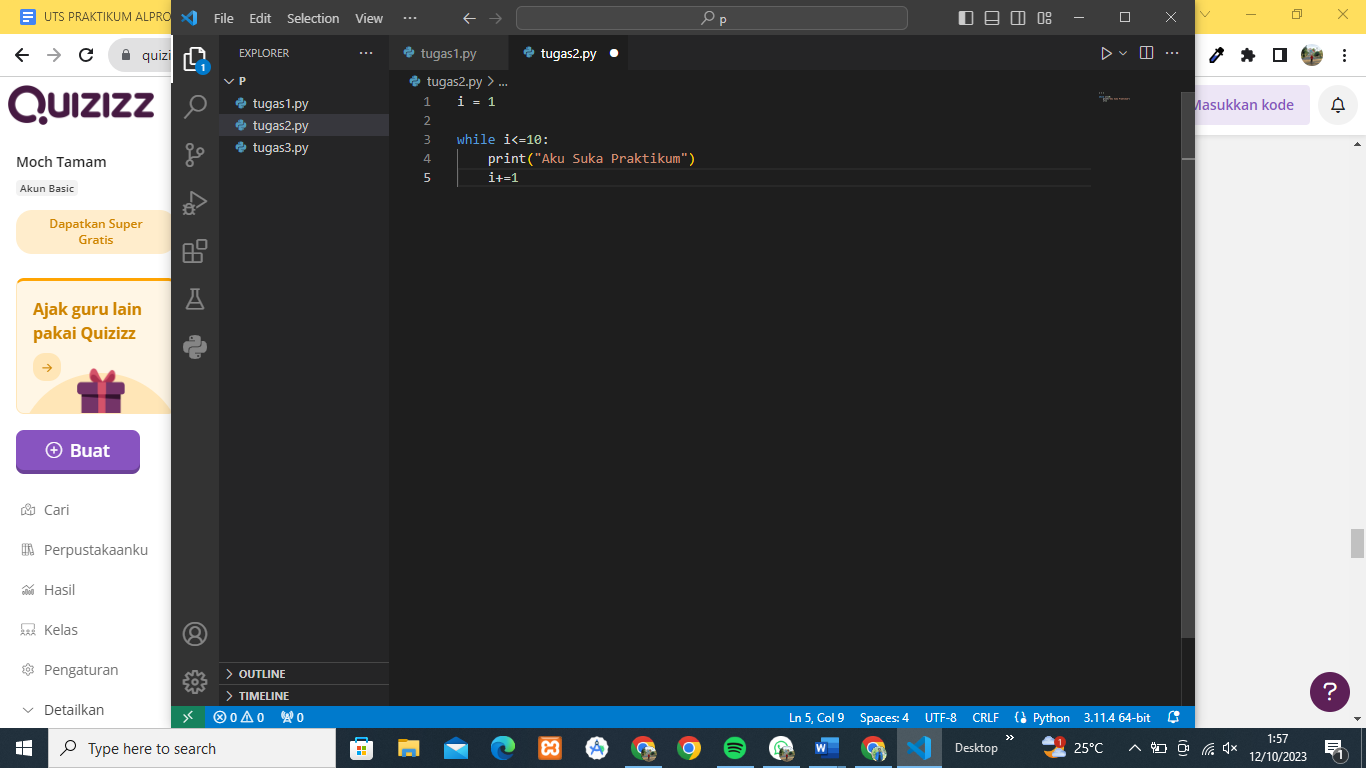 UTS PRAKTIKUM ALPRO
File Edit Selection View ...
p
quizi
QUIZIZZ
Masukkan kode
Moch Tamam
Akun Basic
Dapatkan Super
Gratis
Ajak guru lain
pakai Quizizz
Buat
Cari
Perpustakaanku
Hasil
Kelas
Pengaturan
Detailkan
1
EXPLORER ...
P
tugas1.py
tugas2.py
tugas3.py
OUTLINE
TIMELINE
tugas1.py tugas2.py
tugas2.py > ...
1 i = 1
2
3 while i<=10:
4 print("Aku Suka Praktikum")
5 i+=1
?
0 0 0
Ln 5, Col 9 Spaces: 4 UTF-8 CRLF Python 3.11.4 64-bit
Type here to search
Desktop » 1 25°C
1:57
12/10/2023
1